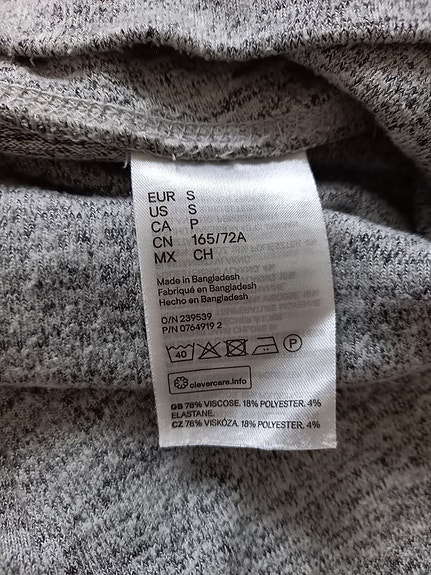 EUR S
US S
CA P
CN 165/72A
MX CH
Made in Bangladesh
Fabriqué en Bangladesh
Hecho en Bangladesh
O/N 239539
P/N 0764919 2
40 P
clevercare.info
GB 78% VISCOSE. 18% POLYESTER. 4%
ELASTANE.
CZ 78% VISKÓZA. 18% POLYESTER. 4%